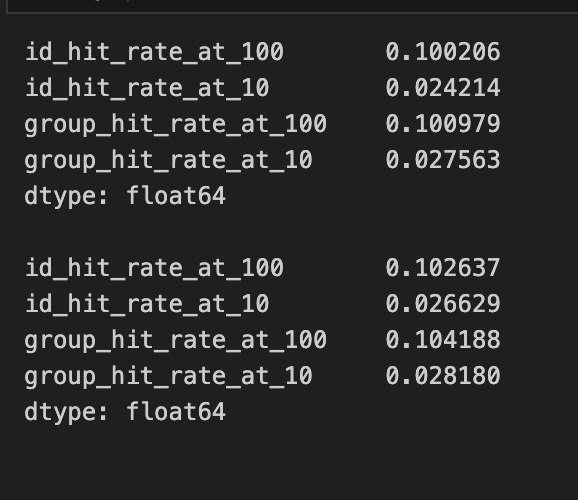 id_hit_rate_at_100 0.100206
id_hit_rate_at_10 0.024214
group_hit_rate_at_100 0.100979
group_hit_rate_at_10 0.027563
dtype: float64
id_hit_rate_at_100 0.102637
id_hit_rate_at_10 0.026629
group_hit_rate_at_100 0.104188
group_hit_rate_at_10 0.028180
dtype: float64